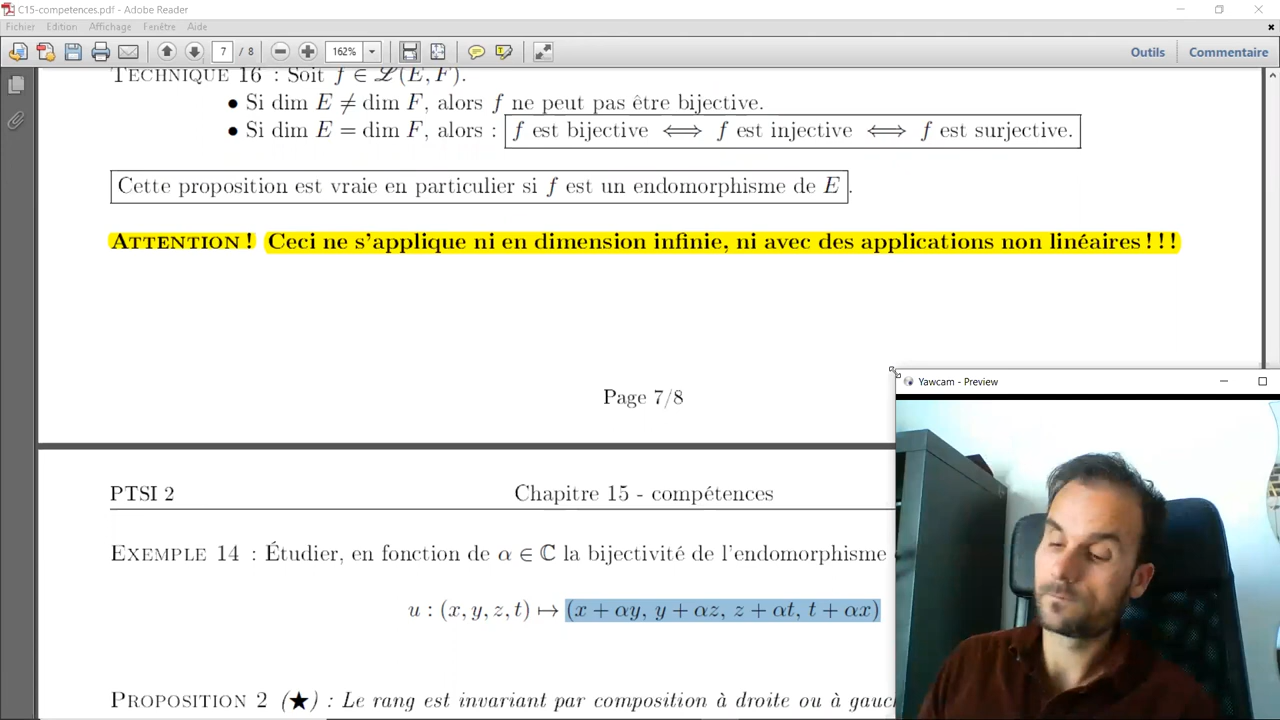 C15-competences.pdf - Adobe Reader
Fichier Edition Affichage Fenêtre Aide
7 / 8 162% Outils Commentaire
TECHNIQUE 16 : Soit f ∈ ℒ(E, F).
• Si dim E ≠ dim F, alors f ne peut pas être bijective.
• Si dim E = dim F, alors : f est bijective ⟺ f est injective ⟺ f est surjective.
Cette proposition est vraie en particulier si f est un endomorphisme de E.
ATTENTION ! Ceci ne s'applique ni en dimension infinie, ni avec des applications non linéaires ! ! !
Page 7/8
Yawcam - Preview
PTSI 2 Chapitre 15 - compétences
EXEMPLE 14 : Étudier, en fonction de α ∈ ℂ la bijectivité de l'endomorphisme
u : (x, y, z, t) ↦ (x + αy, y + αz, z + αt, t + αx)
PROPOSITION 2 (★) : Le rang est invariant par composition à droite ou à gauc